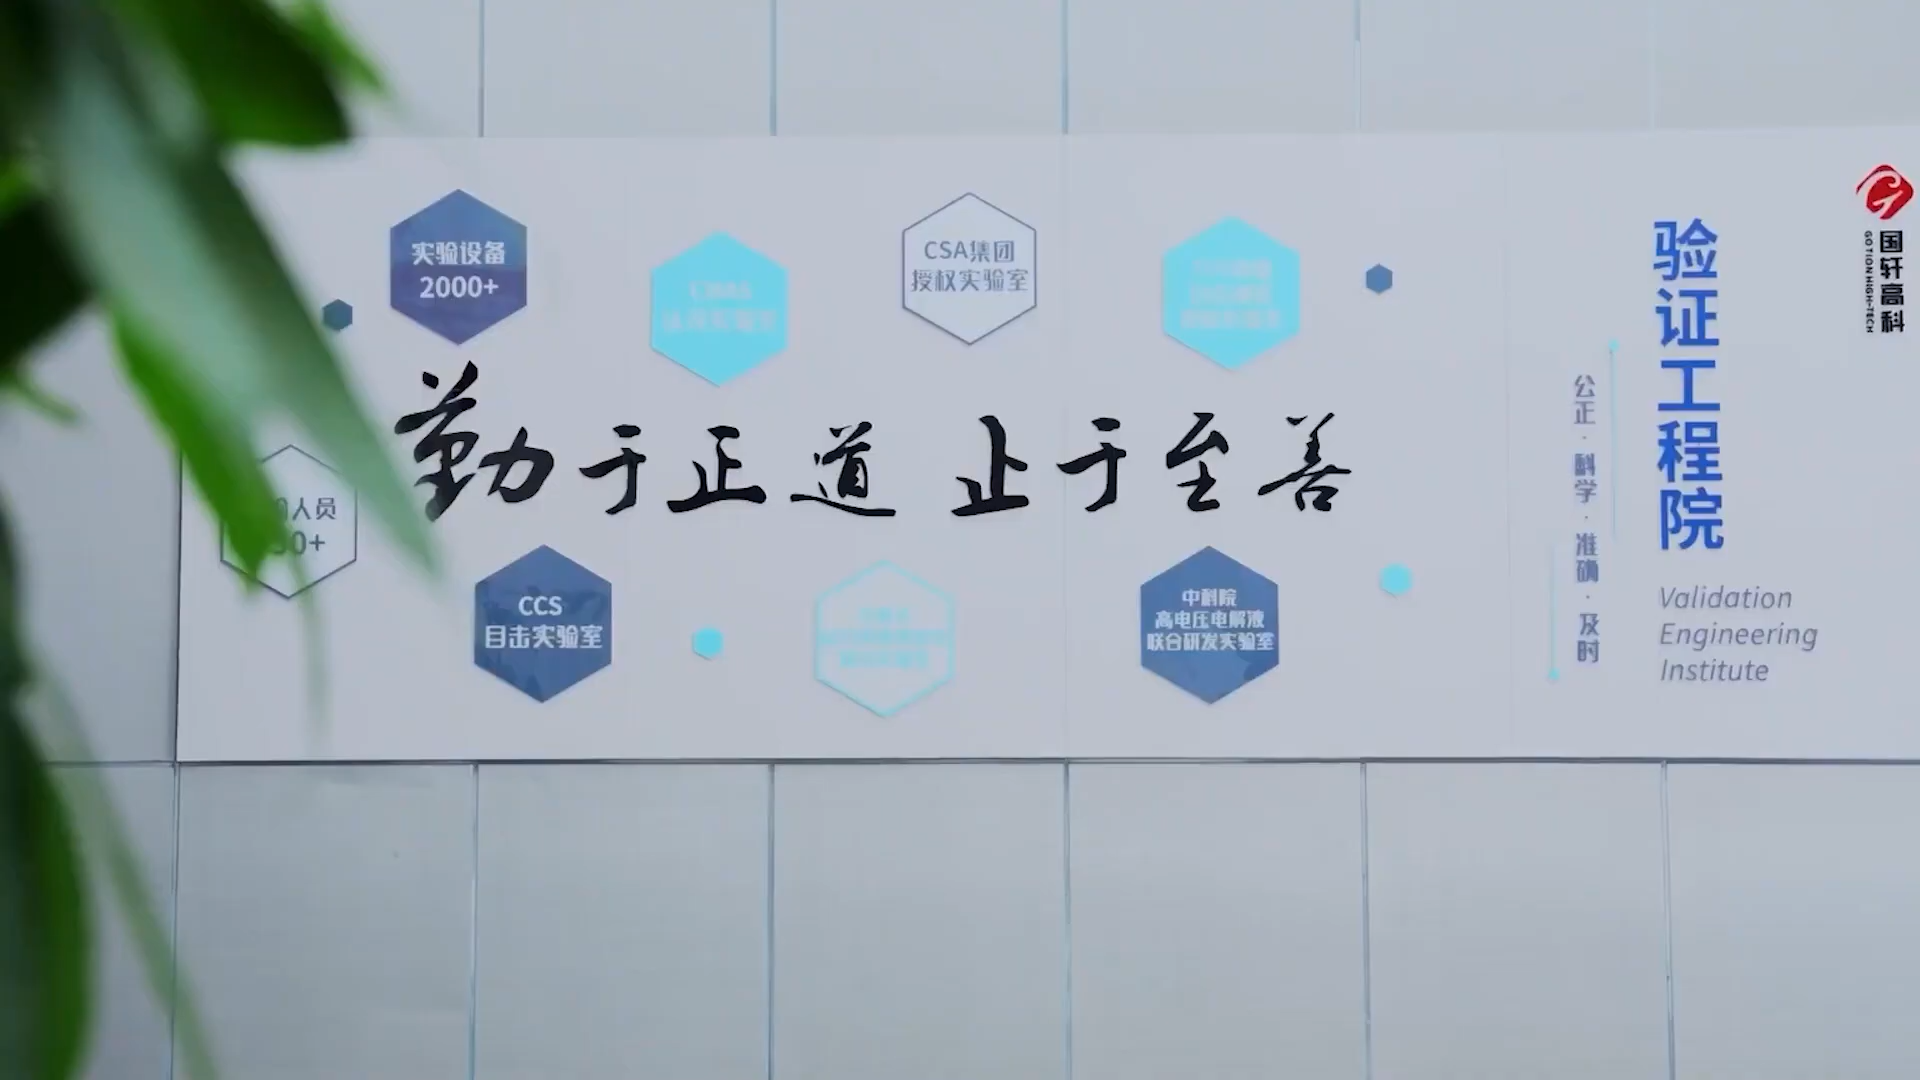 实验设备
2000+
CSA集团
授权实验室
勤于正道 止于至善
人员
0+
CCS
目击实验室
中科院
高电压电解液
联合研发实验室
公正·科学·准确·及时
验证工程院
Validation
Engineering
Institute
国轩高科
GOTION HIGH-TECH